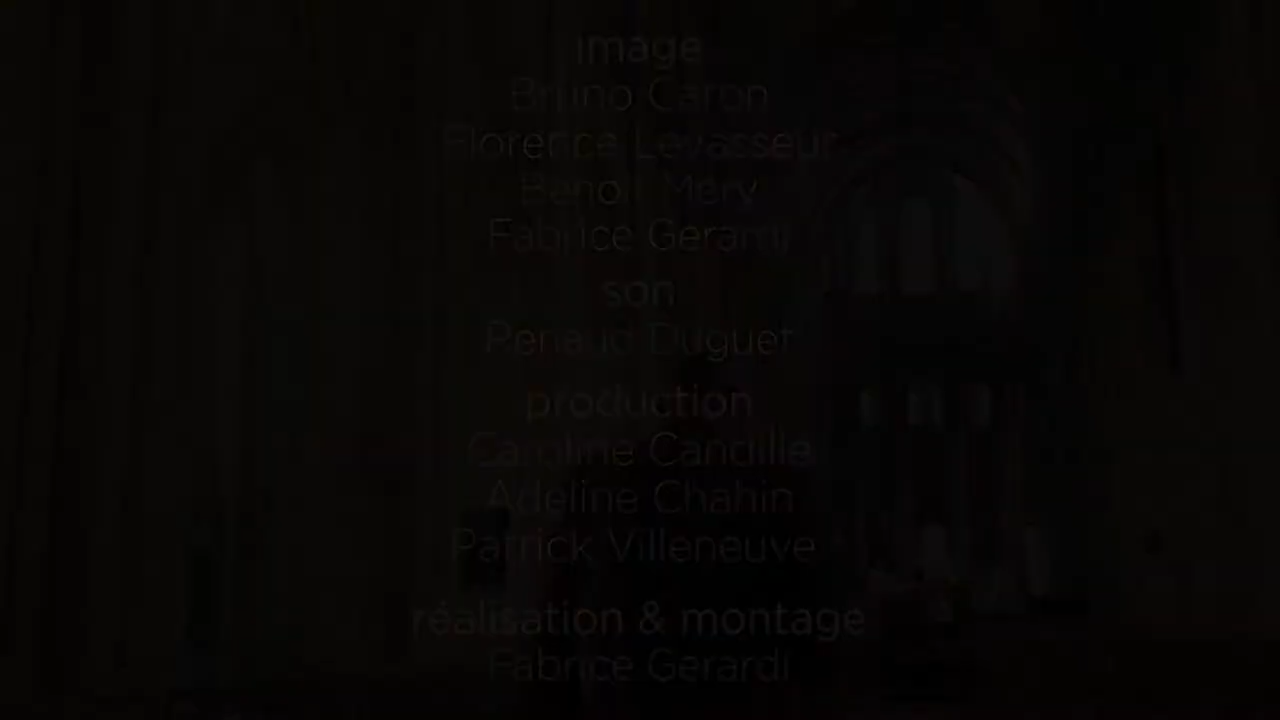 image
Bruno Caron
Florence Levasseur
Benoit Mery
Fabrice Gerardi
son
Renaud Duguet
production
Caroline Candille
Adeline Chahin
Patrick Villeneuve
réalisation & montage
Fabrice Gerardi